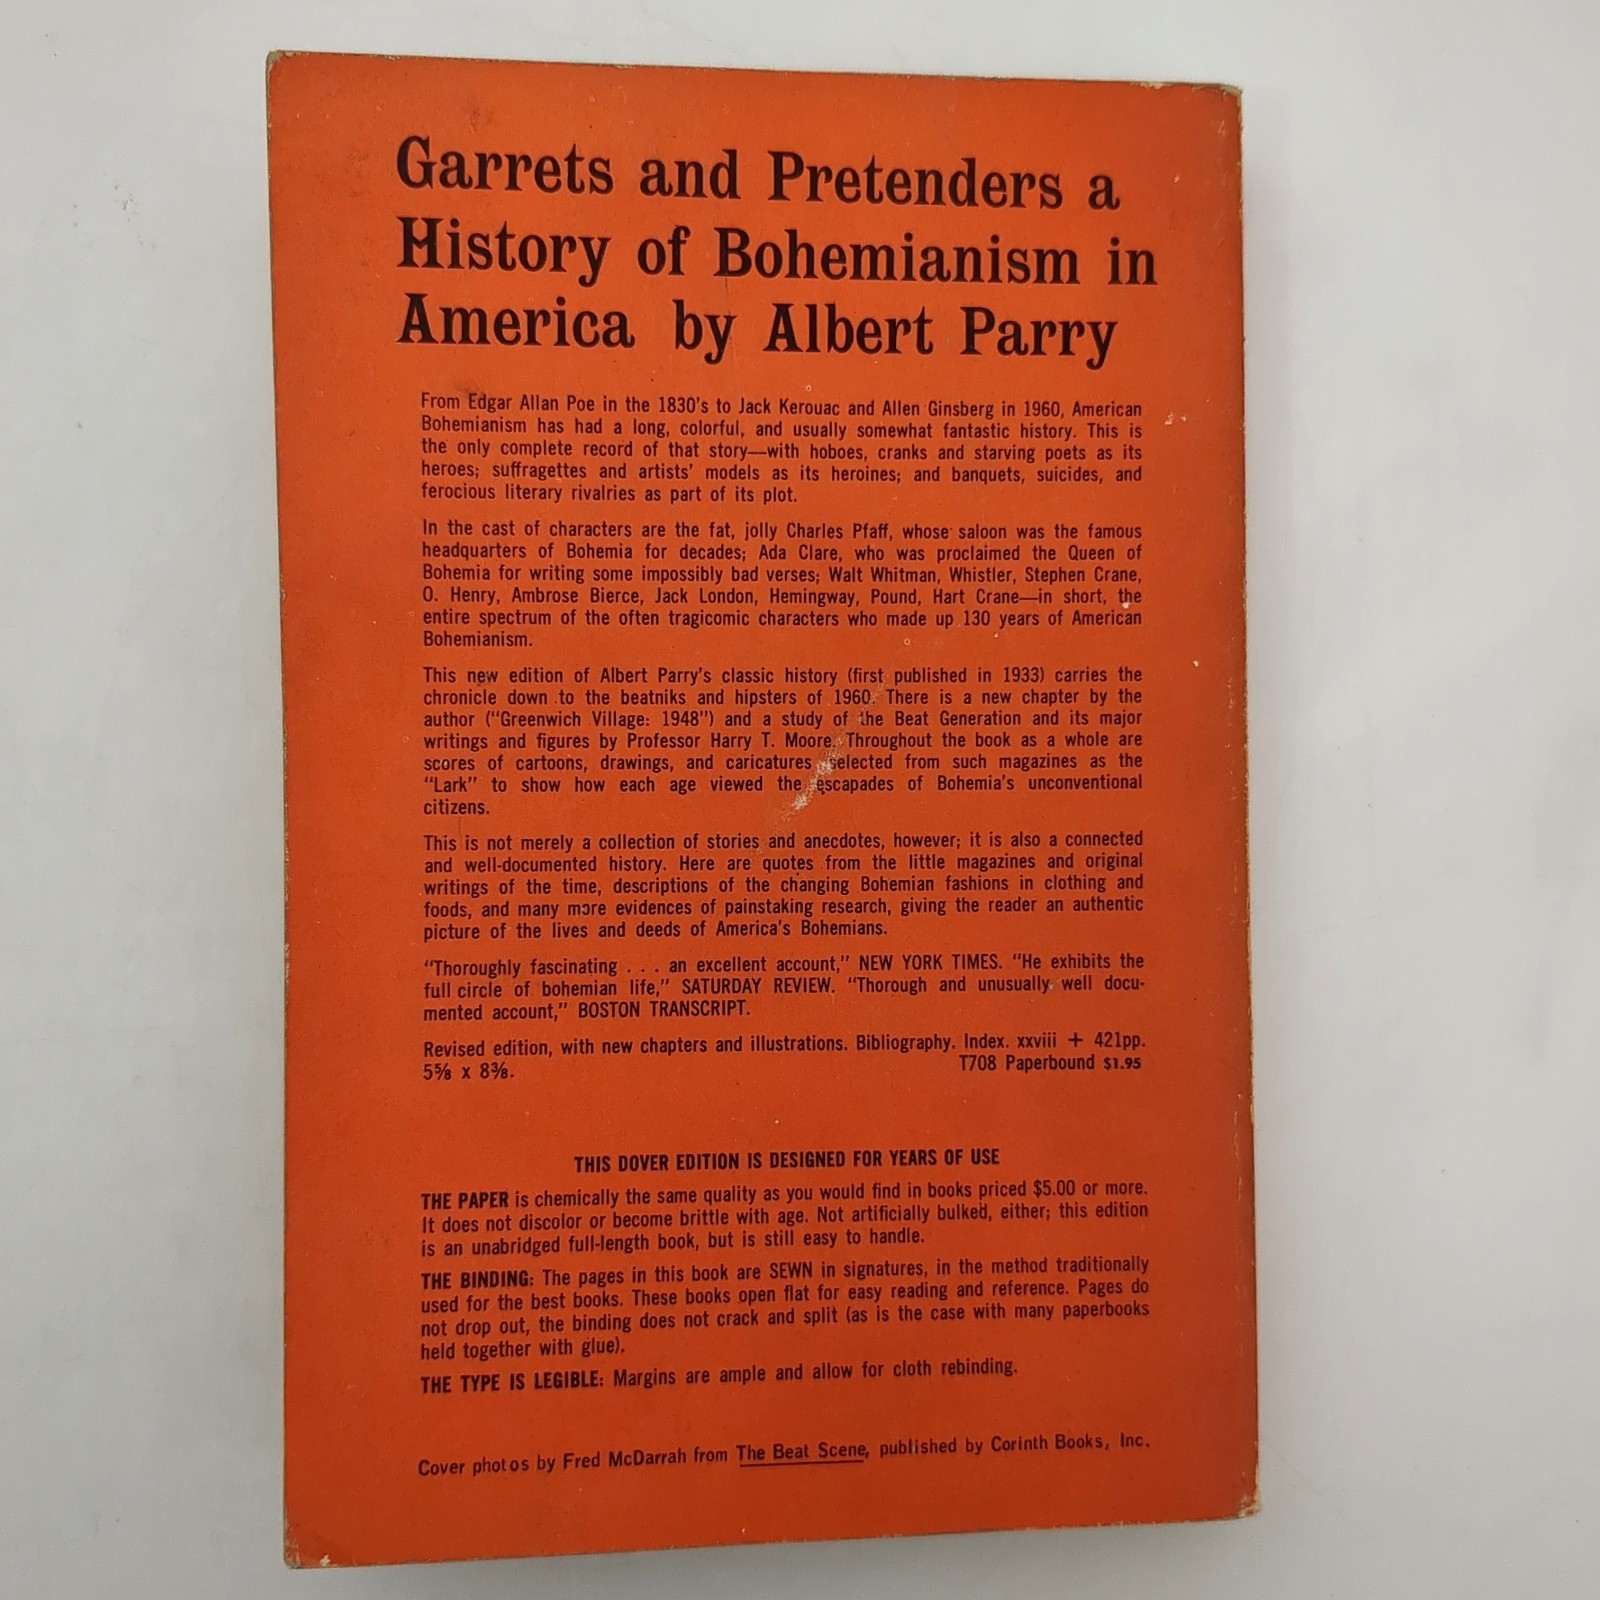 Garrets and Pretenders a
History of Bohemianism in
America by Albert Parry
From Edgar Allan Poe in the 1830's to Jack Kerouac and Allen Ginsberg in 1960, American
Bohemianism has had a long, colorful, and usually somewhat fantastic history. This is
the only complete record of that story—with hoboes, cranks and starving poets as its
heroes; suffragettes and artists' models as its heroines; and banquets, suicides, and
ferocious literary rivalries as part of its plot.
In the cast of characters are the fat, jolly Charles Pfaff, whose saloon was the famous
headquarters of Bohemia for decades; Ada Clare, who was proclaimed the Queen of
Bohemia for writing some impossibly bad verses; Walt Whitman, Whistler, Stephen Crane,
O. Henry, Ambrose Bierce, Jack London, Hemingway, Pound, Hart Crane—in short, the
entire spectrum of the often tragicomic characters who made up 130 years of American
Bohemianism.
This new edition of Albert Parry's classic history (first published in 1933) carries the
chronicle down to the beatniks and hipsters of 1960. There is a new chapter by the
author ("Greenwich Village: 1948") and a study of the Beat Generation and its major
writings and figures by Professor Harry T. Moore. Throughout the book as a whole are
scores of cartoons, drawings, and caricatures selected from such magazines as the
"Lark" to show how each age viewed the escapades of Bohemia's unconventional
citizens.
This is not merely a collection of stories and anecdotes, however; it is also a connected
and well-documented history. Here are quotes from the little magazines and original
writings of the time, descriptions of the changing Bohemian fashions in clothing and
foods, and many more evidences of painstaking research, giving the reader an authentic
picture of the lives and deeds of America's Bohemians.
"Thoroughly fascinating . . . an excellent account," NEW YORK TIMES. "He exhibits the
full circle of bohemian life," SATURDAY REVIEW. "Thorough and unusually well docu-
mented account," BOSTON TRANSCRIPT.
Revised edition, with new chapters and illustrations. Bibliography. Index. xxviii + 421pp.
5⅝ x 8⅜. T708 Paperbound $1.95
THIS DOVER EDITION IS DESIGNED FOR YEARS OF USE
THE PAPER is chemically the same quality as you would find in books priced $5.00 or more.
It does not discolor or become brittle with age. Not artificially bulked, either; this edition
is an unabridged full-length book, but is still easy to handle.
THE BINDING: The pages in this book are SEWN in signatures, in the method traditionally
used for the best books. These books open flat for easy reading and reference. Pages do
not drop out, the binding does not crack and split (as is the case with many paperbooks
held together with glue).
THE TYPE IS LEGIBLE: Margins are ample and allow for cloth rebinding.
Cover photos by Fred McDarrah from The Beat Scene, published by Corinth Books, Inc.